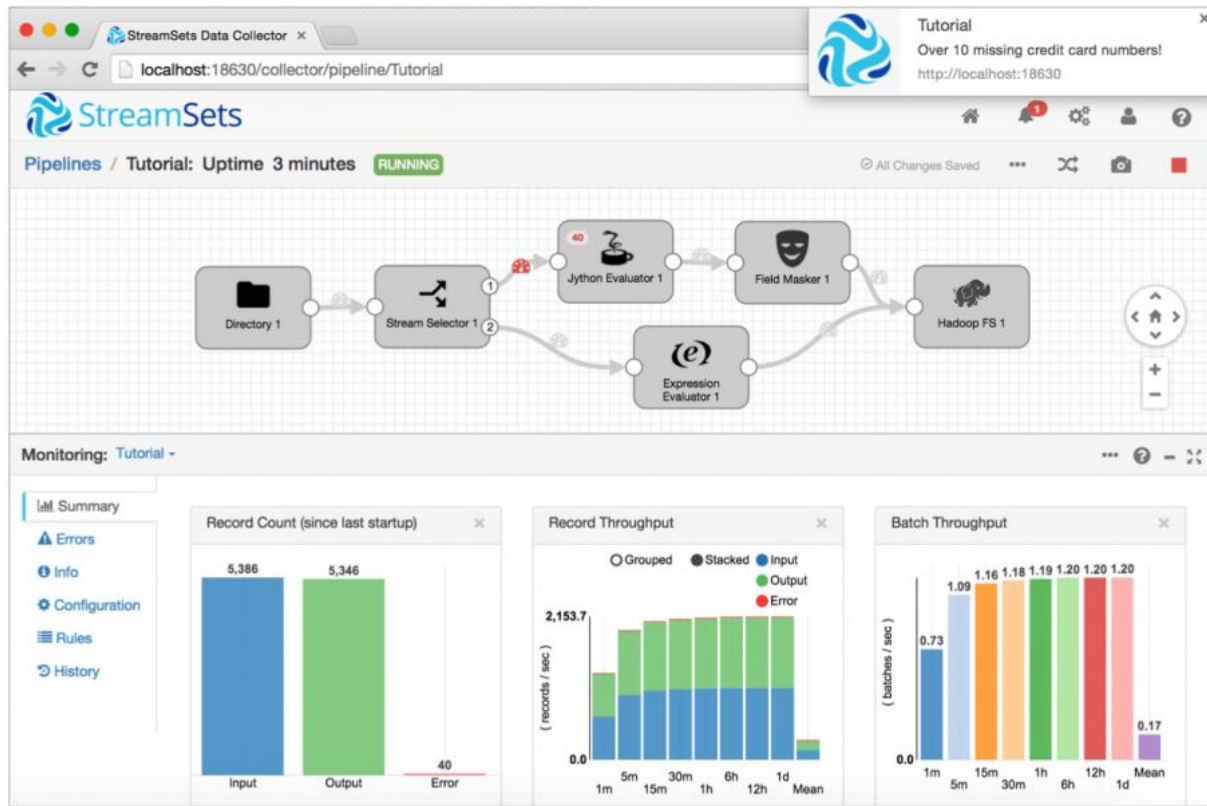 StreamSets Data Collector ×
localhost:18630/collector/pipeline/Tutorial
Tutorial
Over 10 missing credit card numbers!
http://localhost:18630
StreamSets
1
Pipelines / Tutorial: Uptime 3 minutes RUNNING
All Changes Saved
Directory 1
Stream Selector 1
1
2
40
Jython Evaluator 1
Field Masker 1
Expression
Evaluator 1
Hadoop FS 1
Monitoring: Tutorial
Summary
Errors
Info
Configuration
Rules
History
Record Count (since last startup)
5,386
5,346
40
Input
Output
Error
Record Throughput
Grouped
Stacked
Input
Output
Error
2,153.7
( records / sec )
0.0
1m
5m
15m
30m
1h
6h
12h
1d
Mean
Batch Throughput
0.73
1.09
1.16
1.18
1.19
1.20
1.20
1.20
0.17
( batches / sec )
0.0
1m
5m
15m
30m
1h
6h
12h
1d
Mean